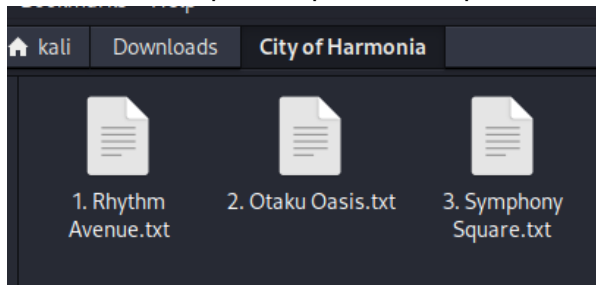 kali Downloads City of Harmonia
1. Rhythm
Avenue.txt
2. Otaku Oasis.txt
3. Symphony
Square.txt